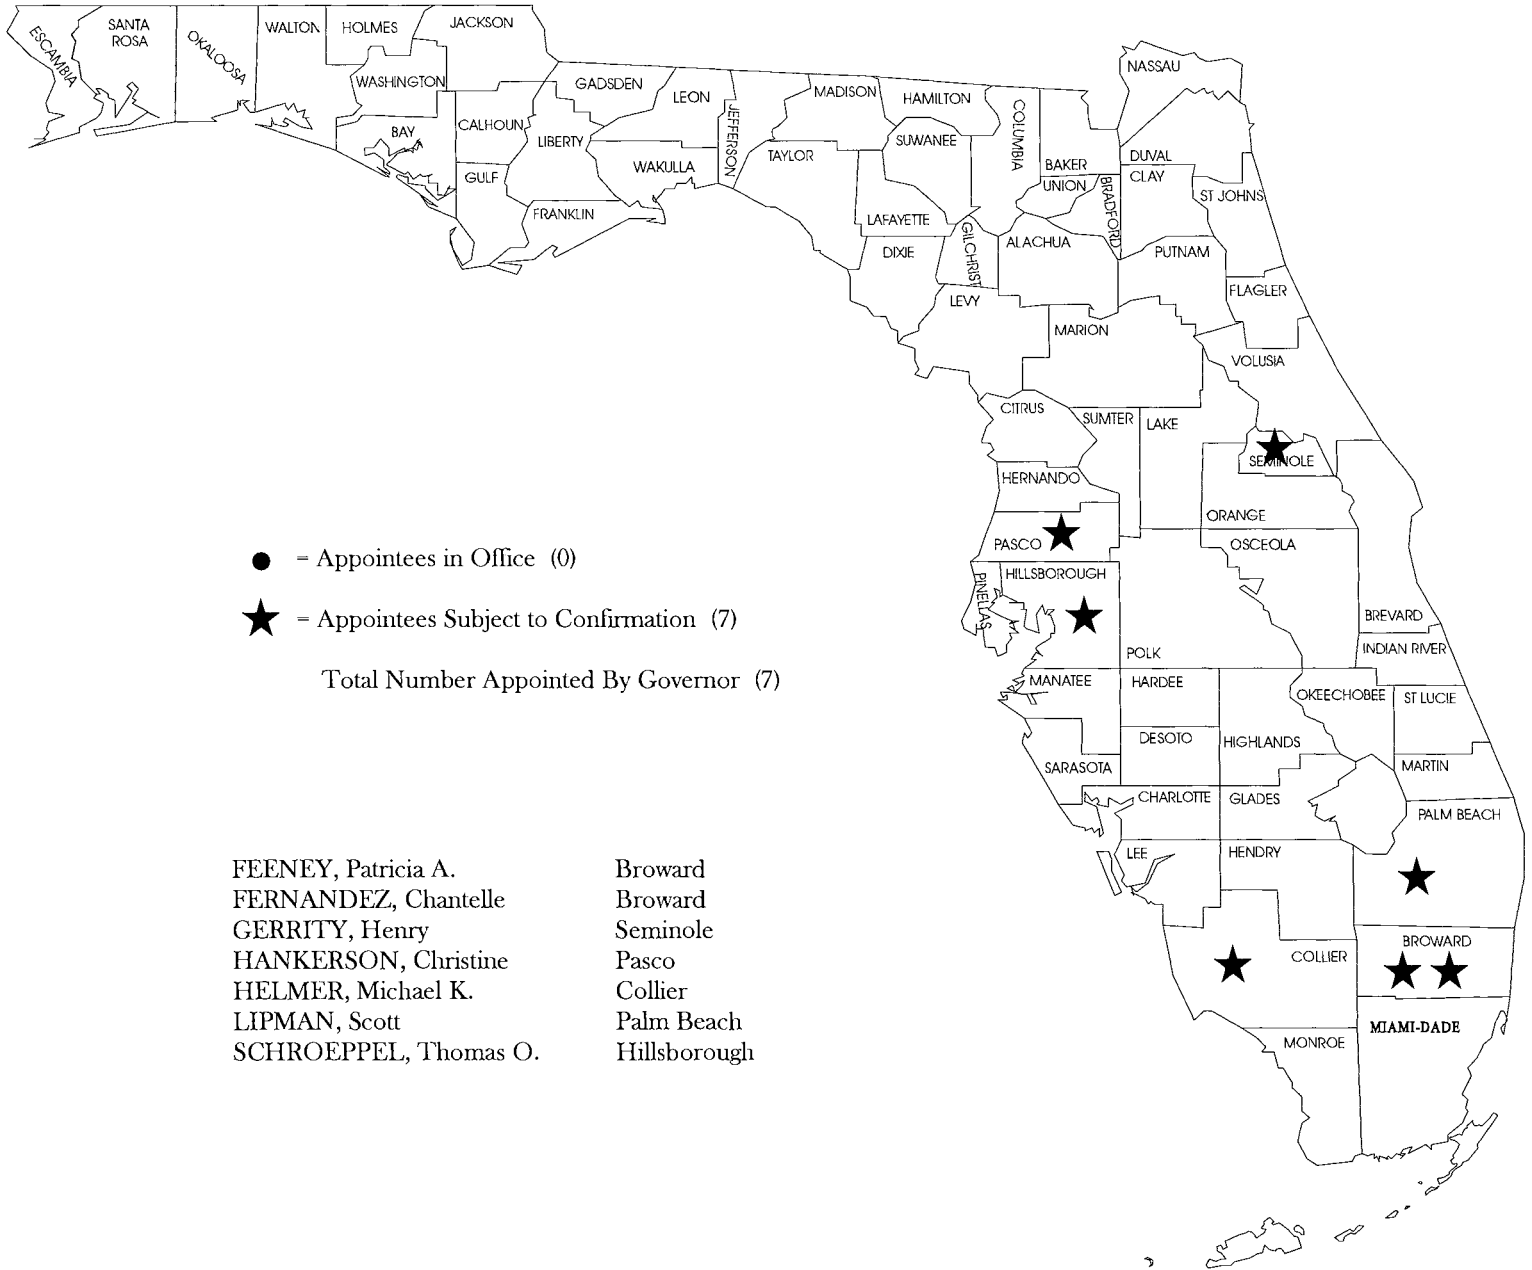 ESCAMBIA
SANTA
ROSA
OKALOOSA
WALTON
HOLMES
JACKSON
WASHINGTON
BAY
CALHOUN
GULF
GADSDEN
LIBERTY
FRANKLIN
LEON
WAKULLA
JEFFERSON
MADISON
TAYLOR
HAMILTON
SUWANEE
LAFAYETTE
DIXIE
COLUMBIA
GILCHRIST
LEVY
NASSAU
BAKER
UNION
BRADFORD
ALACHUA
DUVAL
CLAY
ST JOHNS
PUTNAM
FLAGLER
MARION
VOLUSIA
CITRUS
SUMTER
LAKE
SEMINOLE
HERNANDO
ORANGE
PASCO
OSCEOLA
HILLSBOROUGH
PINELLAS
BREVARD
INDIAN RIVER
POLK
MANATEE
HARDEE
OKEECHOBEE
ST LUCIE
DESOTO
HIGHLANDS
SARASOTA
MARTIN
CHARLOTTE
GLADES
PALM BEACH
LEE
HENDRY
COLLIER
BROWARD
MIAMI-DADE
MONROE
= Appointees in Office (0)
= Appointees Subject to Confirmation (7)
Total Number Appointed By Governor (7)
FEENEY, Patricia A. Broward
FERNANDEZ, Chantelle Broward
GERRITY, Henry Seminole
HANKERSON, Christine Pasco
HELMER, Michael K. Collier
LIPMAN, Scott Palm Beach
SCHROEPPEL, Thomas O. Hillsborough